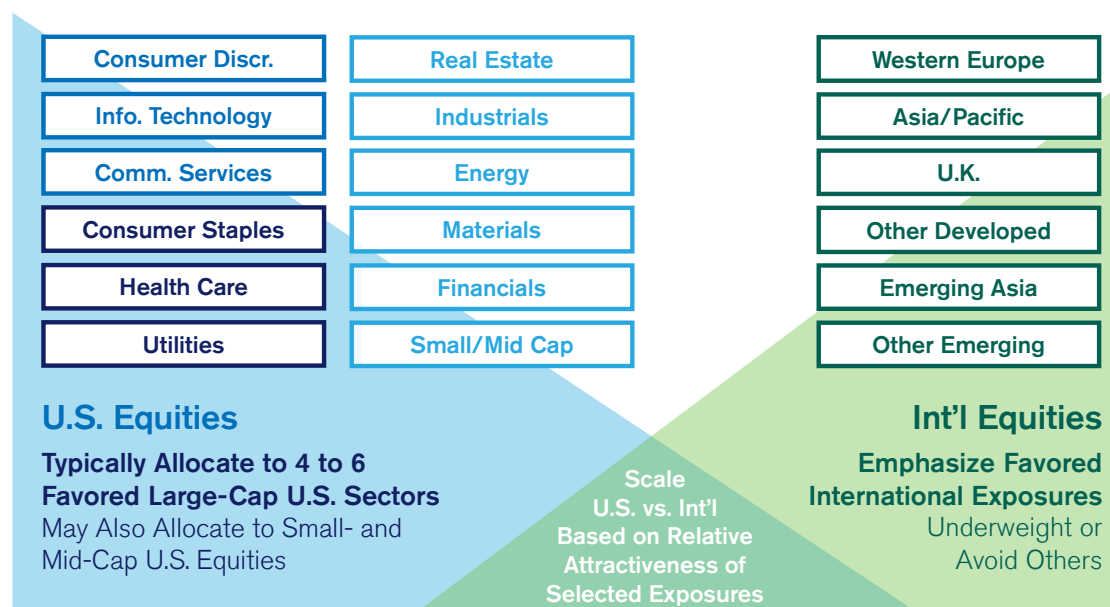 Consumer Discr.
Info. Technology
Comm. Services
Consumer Staples
Health Care
Utilities
Real Estate
Industrials
Energy
Materials
Financials
Small/Mid Cap
Western Europe
Asia/Pacific
U.K.
Other Developed
Emerging Asia
Other Emerging
U.S. Equities
Typically Allocate to 4 to 6
Favored Large-Cap U.S. Sectors
May Also Allocate to Small- and
Mid-Cap U.S. Equities
Scale
U.S. vs. Int'l
Based on Relative
Attractiveness of
Selected Exposures
Int'l Equities
Emphasize Favored
International Exposures
Underweight or
Avoid Others